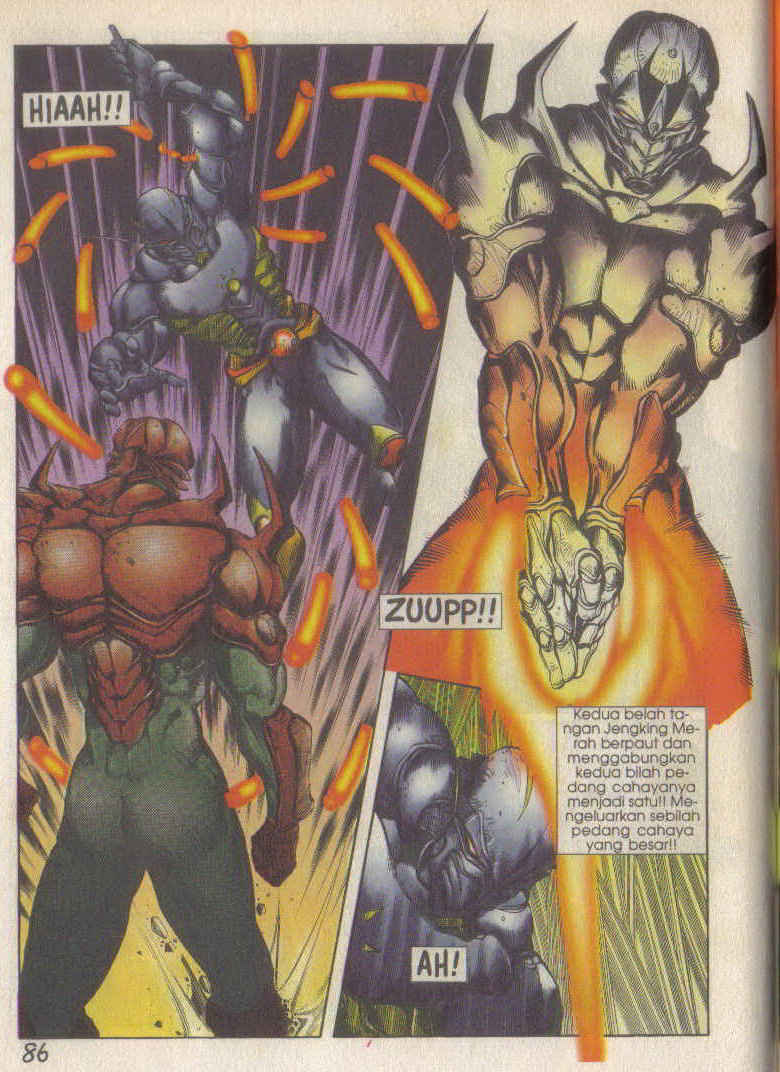 HIAAH!!
ZUUPP!!
Kedua belah ta-
ngan Jengking Me-
rah berpaut dan
menggabungkan
kedua bilah pe-
dang cahayanya
menjadi satu!! Me-
ngeluarkan sebilah
pedang cahaya
yang besar!!
AH!
86